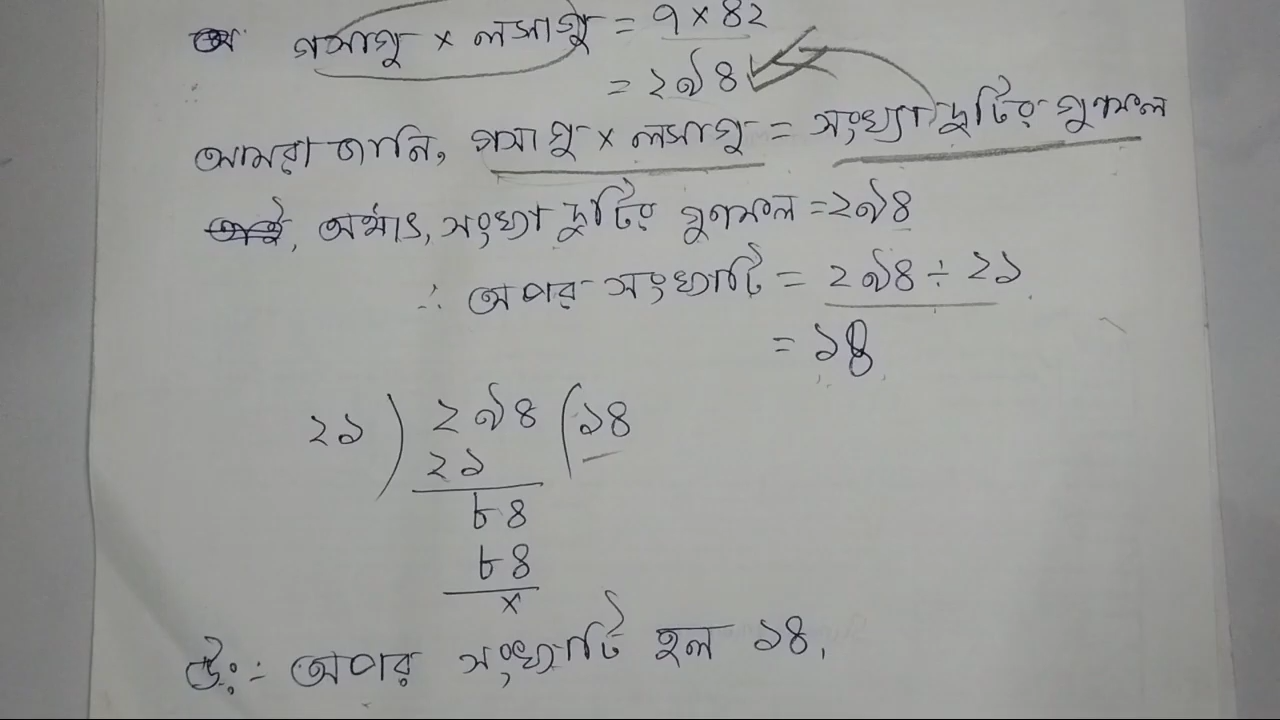 গসাগু × লসাগু = ৭ × ৪২
= ২৯৪
আমরা জানি, গসাগু × লসাগু = সংখ্যা দুটির গুণফল
অর্থাৎ, সংখ্যা দুটির গুণফল = ২৯৪
∴ অপর সংখ্যাটি = ২৯৪ ÷ ২১
= ১৪
২১ ) ২৯৪ ( ১৪
২১
৮৪
৮৪
×
উঃ:- অপর সংখ্যাটি হল ১৪.